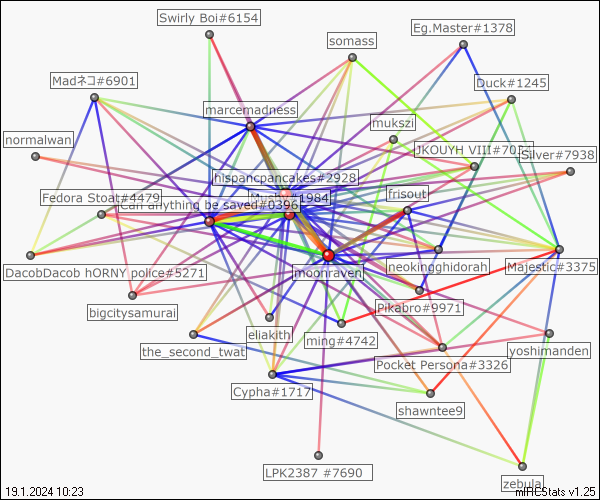 Swirly Boi#6154
Eg.Master#1378
somass
Madネコ#6901
Duck#1245
marcemadness
mukszi
normalwan
JKOUYH VIII#
Silver#7938
hispancpancakes#2928
Fedora Stoat#4479
Can anything be saved#0396
#1984
frisout
DacobDacob hORNY police#5271
moonraven
neokingghidorah
Majestic#3375
bigcitysamurai
Pikabro#9971
eliakith
ming#4742
the_second_twat
yoshimanden
Pocket Persona#3326
Cypha#1717
shawntee9
LPK2387 ~#7690
zebula
19.1.2024 10:23
mIRCStats v1.25